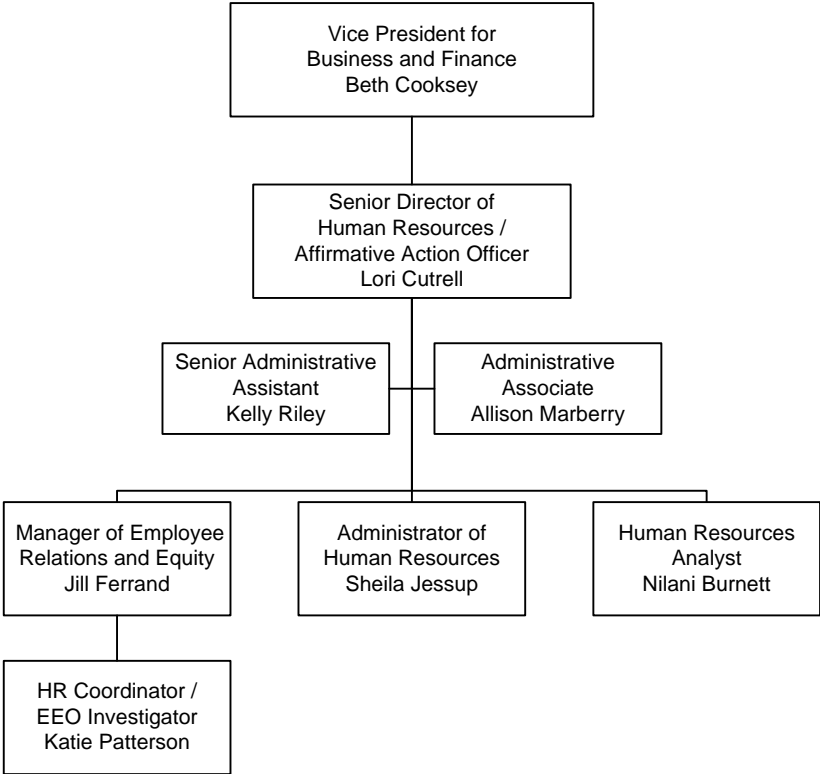 Vice President for
Business and Finance
Beth Cooksey
Senior Director of
Human Resources /
Affirmative Action Officer
Lori Cutrell
Senior Administrative
Assistant
Kelly Riley
Administrative
Associate
Allison Marberry
Manager of Employee
Relations and Equity
Jill Ferrand
Administrator of
Human Resources
Sheila Jessup
Human Resources
Analyst
Nilani Burnett
HR Coordinator /
EEO Investigator
Katie Patterson